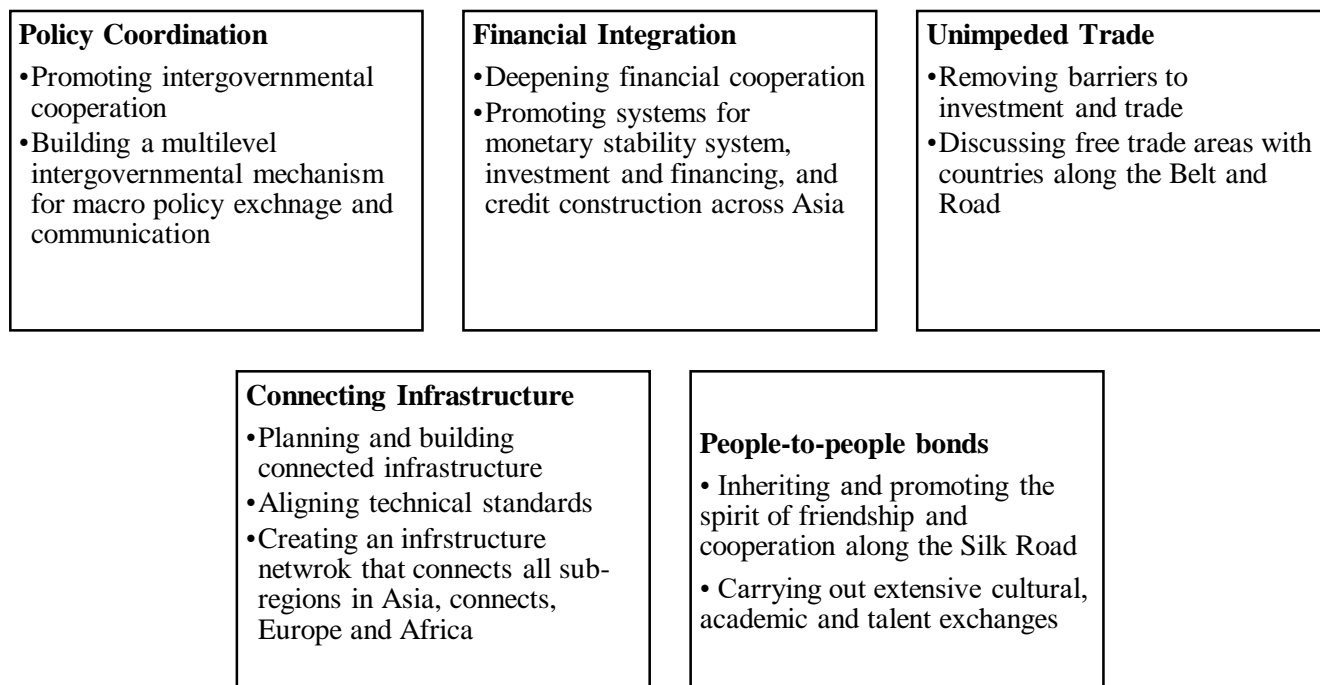 Policy Coordination
•Promoting intergovernmental
cooperation
•Building a multilevel
intergovernmental mechanism
for macro policy exchnage and
communication
Financial Integration
•Deepening financial cooperation
•Promoting systems for
monetary stability system,
investment and financing, and
credit construction across Asia
Unimpeded Trade
•Removing barriers to
investment and trade
•Discussing free trade areas with
countries along the Belt and
Road
Connecting Infrastructure
•Planning and building
connected infrastructure
•Aligning technical standards
•Creating an infrstructure
netwrok that connects all sub-
regions in Asia, connects,
Europe and Africa
People-to-people bonds
• Inheriting and promoting the
spirit of friendship and
cooperation along the Silk Road
• Carrying out extensive cultural,
academic and talent exchanges